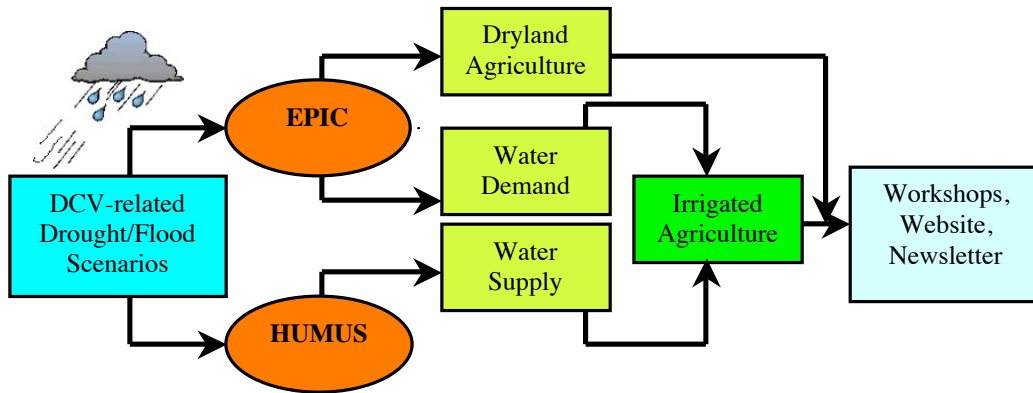 DCV-related
Drought/Flood
Scenarios
EPIC
HUMUS
Dryland
Agriculture
Water
Demand
Water
Supply
Irrigated
Agriculture
Workshops,
Website,
Newsletter